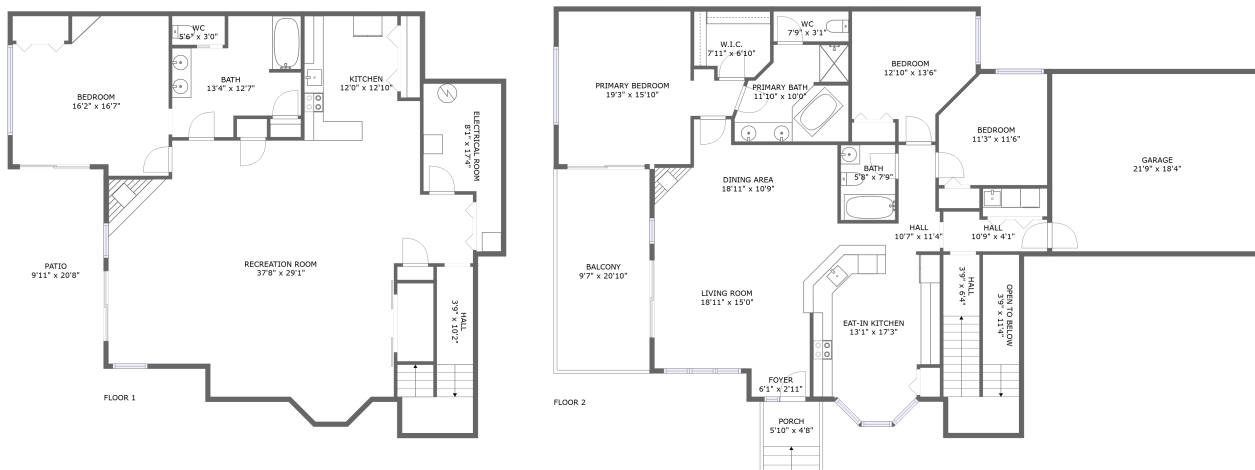 WC
5'6" x 3'0"
BATH
13'4" x 12'7"
KITCHEN
12'0" x 12'10"
BEDROOM
16'2" x 16'7"
ELECTRICAL ROOM
8'1" x 17'4"
PATIO
9'11" x 20'8"
RECREATION ROOM
37'8" x 29'1"
HALL
3'9" x 10'2"
FLOOR 1
WC
7'9" x 3'1"
W.I.C.
7'11" x 6'10"
BEDROOM
12'10" x 13'6"
PRIMARY BEDROOM
19'3" x 15'10"
PRIMARY BATH
11'10" x 10'0"
BEDROOM
11'3" x 11'6"
GARAGE
21'9" x 18'4"
BATH
5'8" x 7'9"
DINING AREA
18'11" x 10'9"
HALL
10'7" x 11'4"
HALL
10'9" x 4'1"
BALCONY
9'7" x 20'10"
LIVING ROOM
18'11" x 15'0"
HALL
3'9" x 6'4"
OPEN TO BELOW
3'9" x 11'4"
EAT-IN KITCHEN
13'1" x 17'3"
FOYER
6'1" x 2'11"
FLOOR 2
PORCH
5'10" x 4'8"